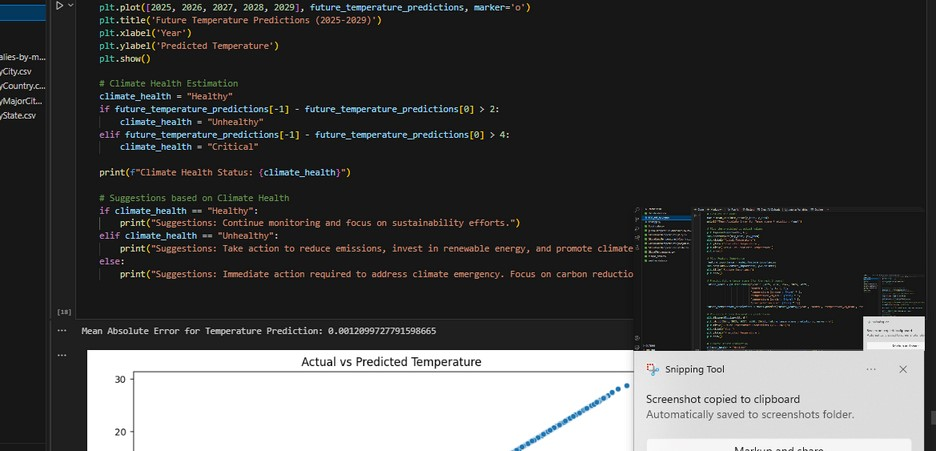 plt.plot([2025, 2026, 2027, 2028, 2029], future_temperature_predictions, marker='o')
plt.title('Future Temperature Predictions (2025-2029)')
plt.xlabel('Year')
plt.ylabel('Predicted Temperature')
plt.show()
alies-by-m...
yCity.csv
yCountry.c...
yMajorCit...
yState.csv
# Climate Health Estimation
climate_health = "Healthy"
if future_temperature_predictions[-1] - future_temperature_predictions[0] > 2:
climate_health = "Unhealthy"
elif future_temperature_predictions[-1] - future_temperature_predictions[0] > 4:
climate_health = "Critical"
print(f"Climate Health Status: {climate_health}")
# Suggestions based on Climate Health
if climate_health == "Healthy":
print("Suggestions: Continue monitoring and focus on sustainability efforts.")
elif climate_health == "Unhealthy":
print("Suggestions: Take action to reduce emissions, invest in renewable energy, and promote climate
else:
print("Suggestions: Immediate action required to address climate emergency. Focus on carbon reductio
[18]
Mean Absolute Error for Temperature Prediction: 0.0012099727791598665
Actual vs Predicted Temperature
30
20
Snipping Tool
Screenshot copied to clipboard
Automatically saved to screenshots folder.
Markup and share